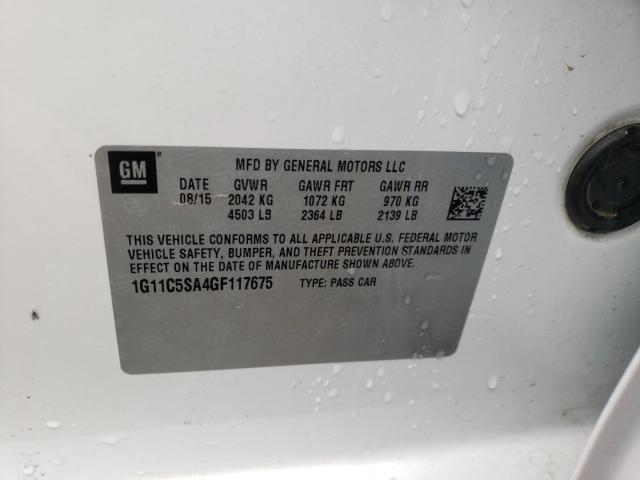 GM
MFD BY GENERAL MOTORS LLC
DATE GVWR GAWR FRT GAWR RR
08/15 2042 KG 1072 KG 970 KG
4503 LB 2364 LB 2139 LB
THIS VEHICLE CONFORMS TO ALL APPLICABLE U.S. FEDERAL MOTOR
VEHICLE SAFETY, BUMPER, AND THEFT PREVENTION STANDARDS IN
EFFECT ON THE DATE OF MANUFACTURE SHOWN ABOVE.
1G11C5SA4GF117675 TYPE: PASS CAR